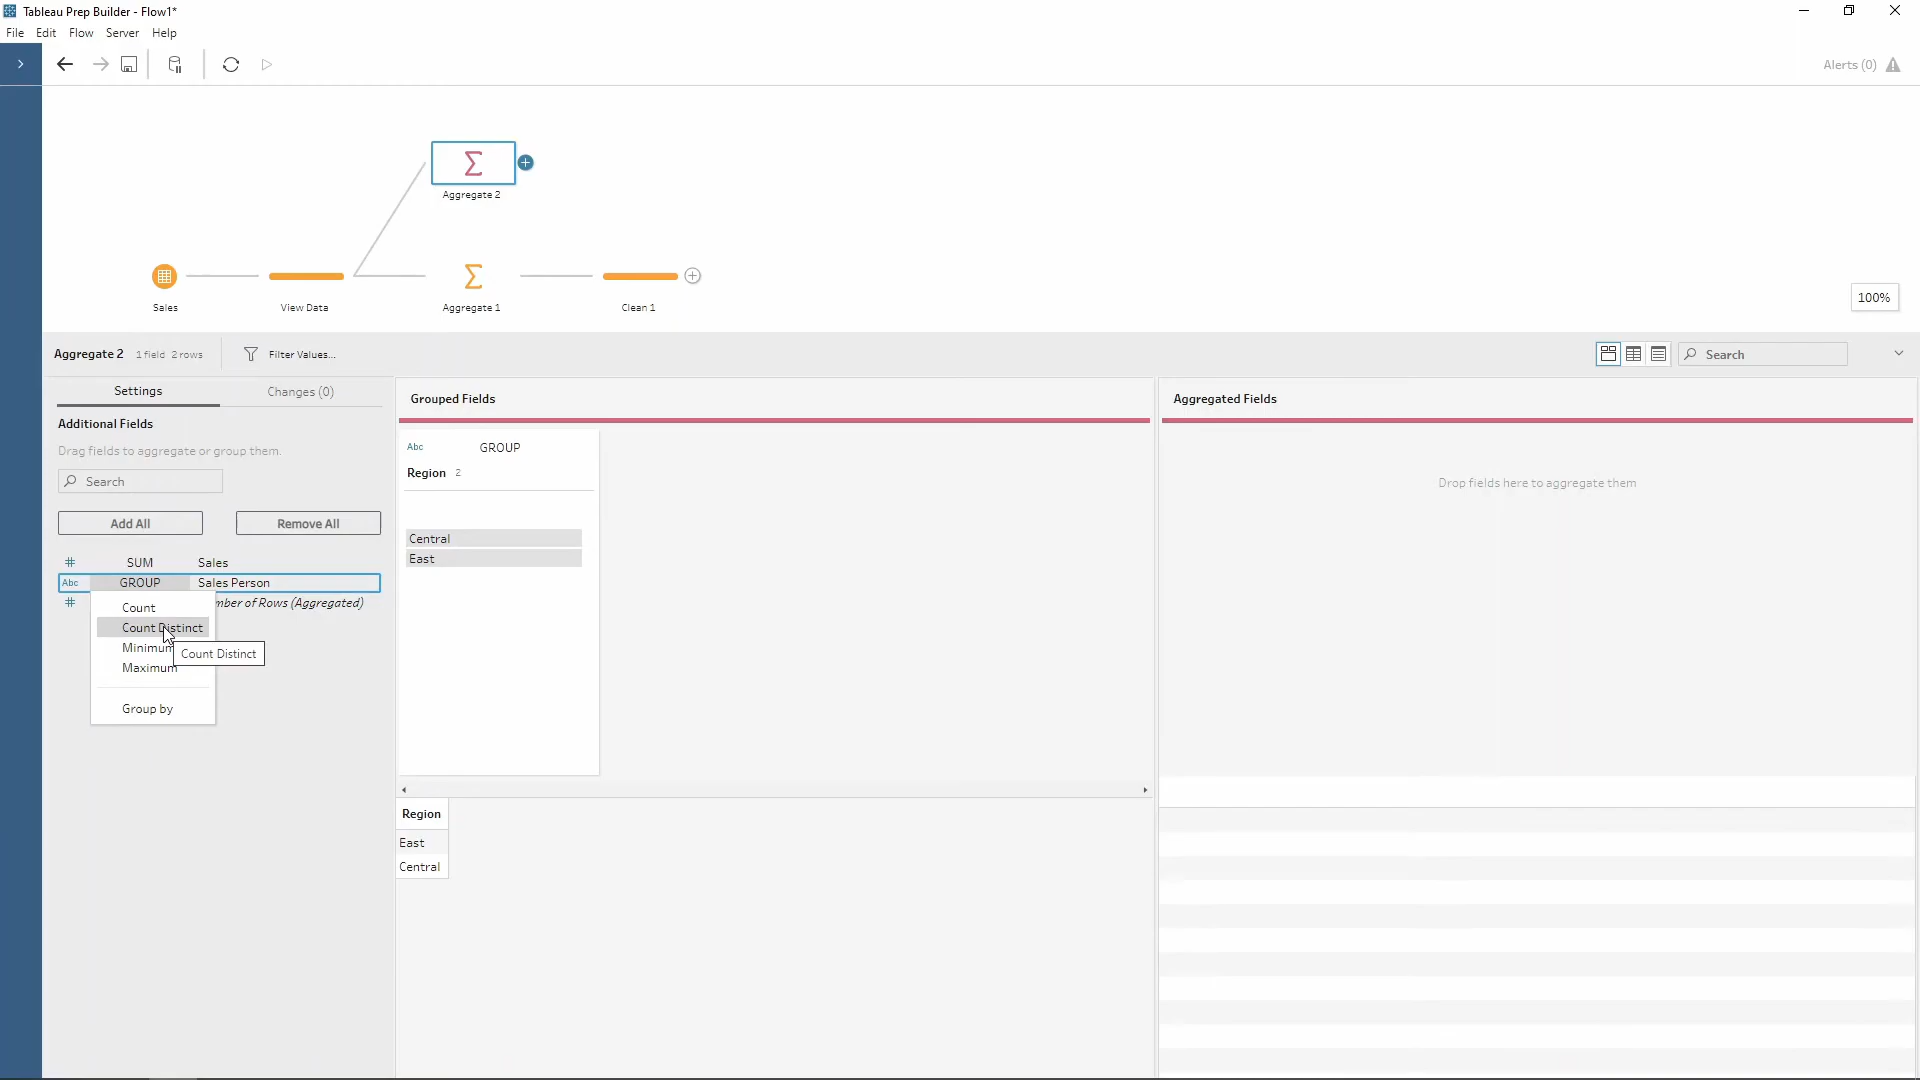 Tableau Prep Builder - Flow1*
File Edit Flow Server Help
Alerts (0)
Aggregate 2
Sales
View Data
Aggregate 1
Clean 1
100%
Aggregate 2 1 field 2 rows
Filter Values...
Search
Settings
Changes (0)
Additional Fields
Drag fields to aggregate or group them.
Search
Add All
Remove All
# SUM Sales
Abc GROUP Sales Person
# mber of Rows (Aggregated)
Count
Count Distinct
Minimum
Maximum
Group by
Count Distinct
Grouped Fields
Abc GROUP
Region 2
Central
East
Region
East
Central
Aggregated Fields
Drop fields here to aggregate them